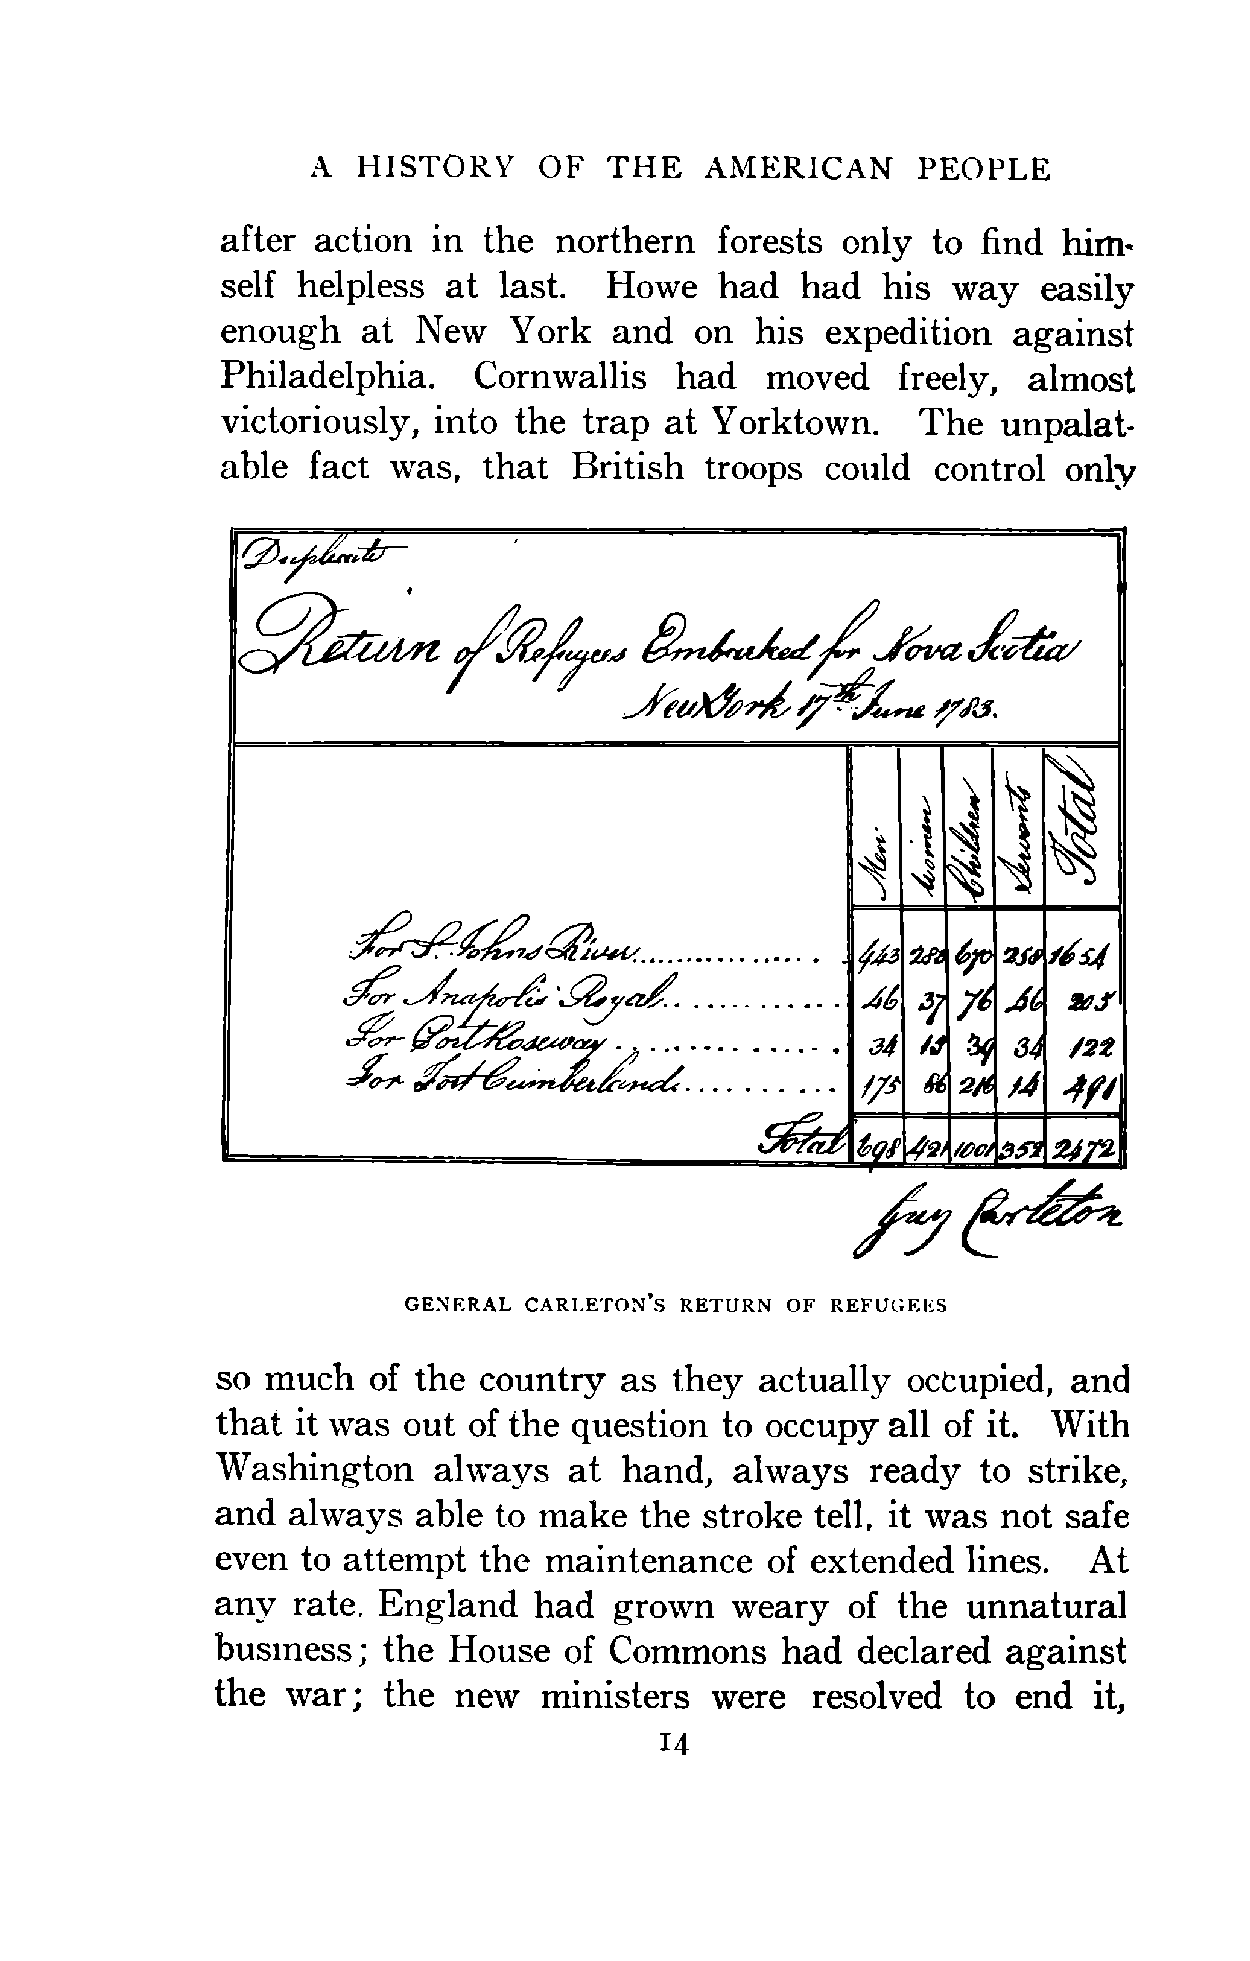 A HISTORY OF THE AMERICAN PEOPLE
after action in the northern forests only to find him-
self helpless at last. Howe had had his way easily
enough at New York and on his expedition against
Philadelphia. Cornwallis had moved freely, almost
victoriously, into the trap at Yorktown. The unpalat-
able fact was, that British troops could control only
Duplicate
Return of Refugees Embarked for Nova Scotia
New York 17th June 1783.
Men Women Children Servants Total
For St. Johns River 443 283 670 258 1654
For Anapolis Royal 46 37 76 46 205
For Port Roseway 34 15 39 34 122
For Fort Cumberland 175 86 216 14 491
Total 698 421 1001 352 2472
Guy Carleton
GENERAL CARLETON'S RETURN OF REFUGEES
so much of the country as they actually occupied, and
that it was out of the question to occupy all of it. With
Washington always at hand, always ready to strike,
and always able to make the stroke tell, it was not safe
even to attempt the maintenance of extended lines. At
any rate, England had grown weary of the unnatural
business; the House of Commons had declared against
the war; the new ministers were resolved to end it,
14